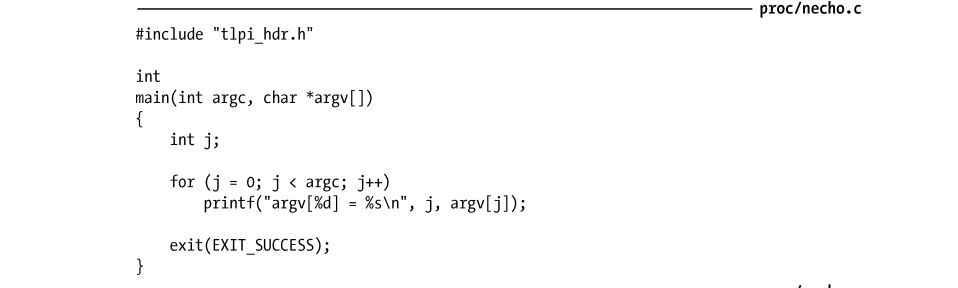 proc/necho.c
#include "tlpi_hdr.h"
int
main(int argc, char *argv[])
{
    int j;
    for (j = 0; j < argc; j++)
        printf("argv[%d] = %s\n", j, argv[j]);
    exit(EXIT_SUCCESS);
}